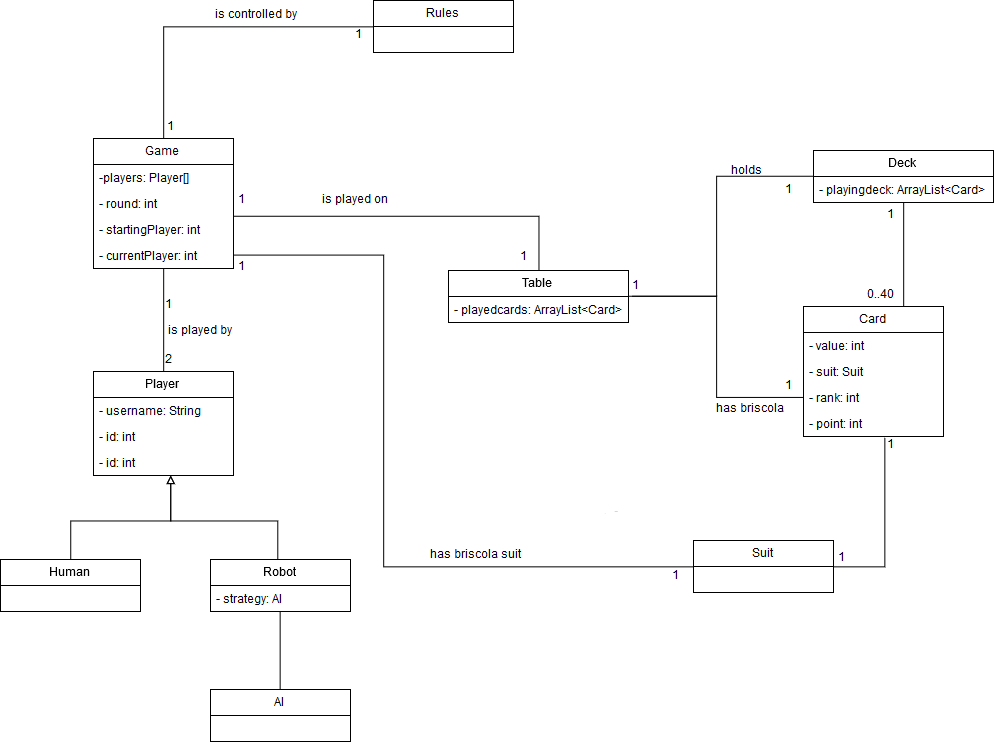 is controlled by
Rules
1
1
Game
-players: Player[]
- round: int
- startingPlayer: int
- currentPlayer: int
1
is played on
1
1
holds
1
Deck
- playingdeck: ArrayList<Card>
1
0..40
Table
- playedcards: ArrayList<Card>
1
Card
- value: int
- suit: Suit
- rank: int
- point: int
1
has briscola
1
1
is played by
2
Player
- username: String
- id: int
- id: int
Human
Robot
- strategy: AI
AI
has briscola suit
1
Suit
1